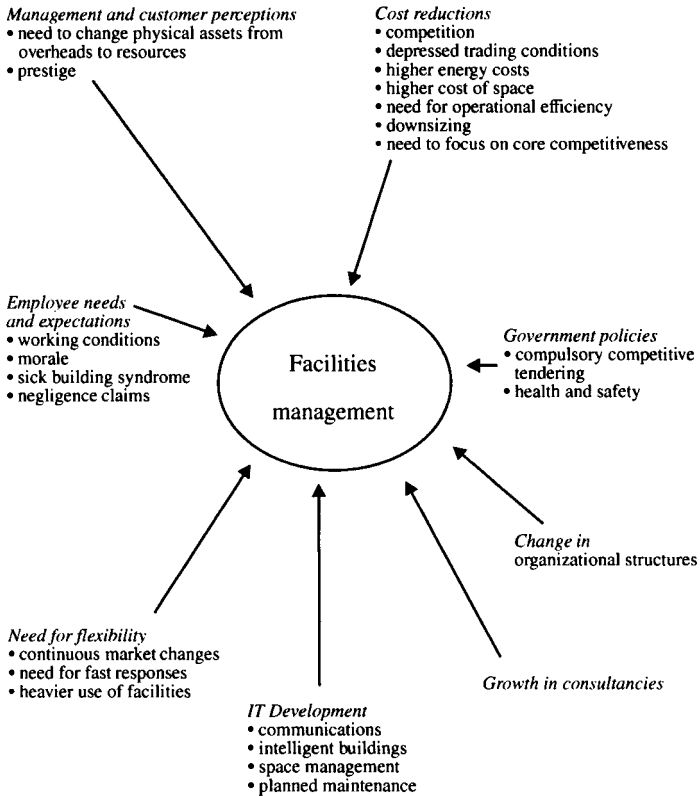 Management and customer perceptions
• need to change physical assets from
overheads to resources
• prestige
Cost reductions
• competition
• depressed trading conditions
• higher energy costs
• higher cost of space
• need for operational efficiency
• downsizing
• need to focus on core competitiveness
Employee needs
and expectations
• working conditions
• morale
• sick building syndrome
• negligence claims
Facilities
management
Government policies
• compulsory competitive
tendering
• health and safety
Change in
organizational structures
Need for flexibility
• continuous market changes
• need for fast responses
• heavier use of facilities
Growth in consultancies
IT Development
• communications
• intelligent buildings
• space management
• planned maintenance